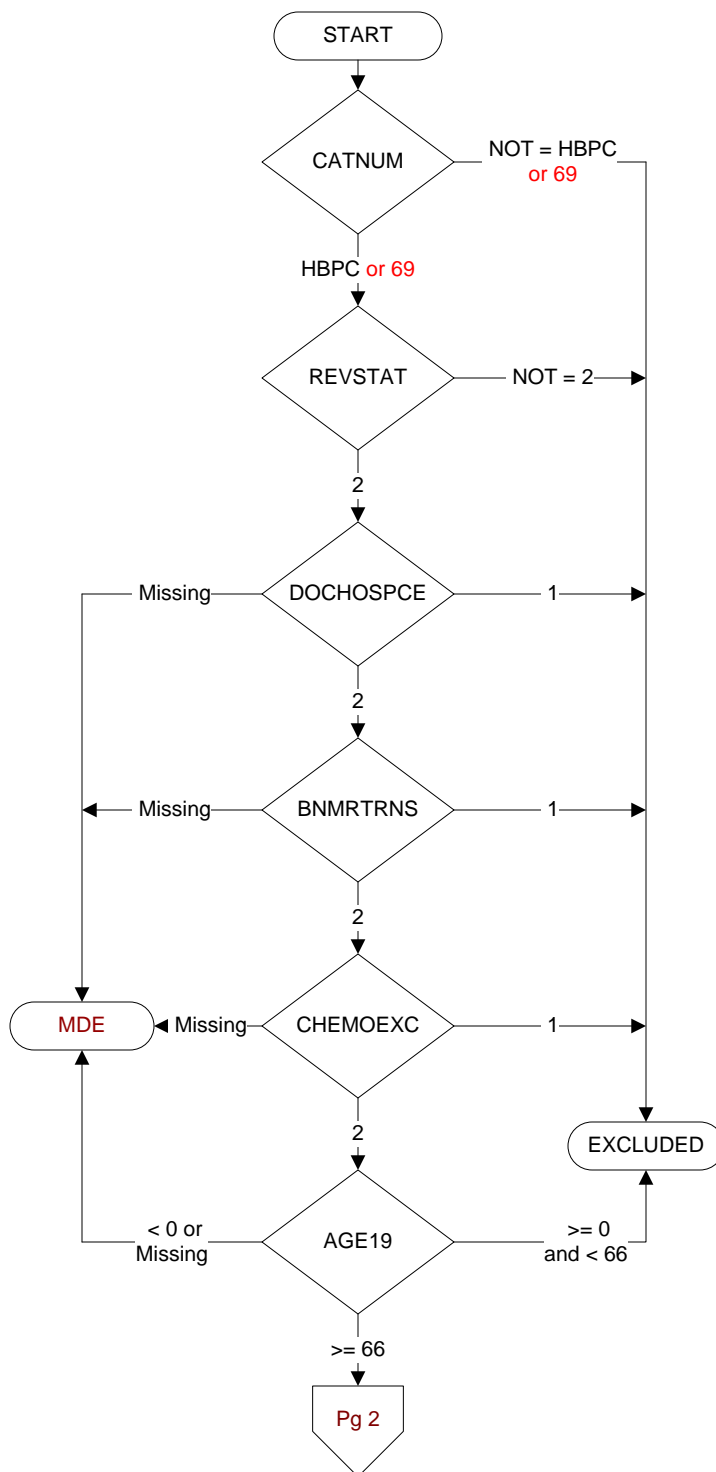 START
CATNUM
NOT = HBPC
or 69
HBPC or 69
REVSTAT
NOT = 2
2
Missing
DOCHOSPCE
1
2
Missing
BNMRTRNS
1
2
MDE
Missing
CHEMOEXC
1
2
EXCLUDED
< 0 or
Missing
AGE19
>= 0
and < 66
>= 66
Pg 2